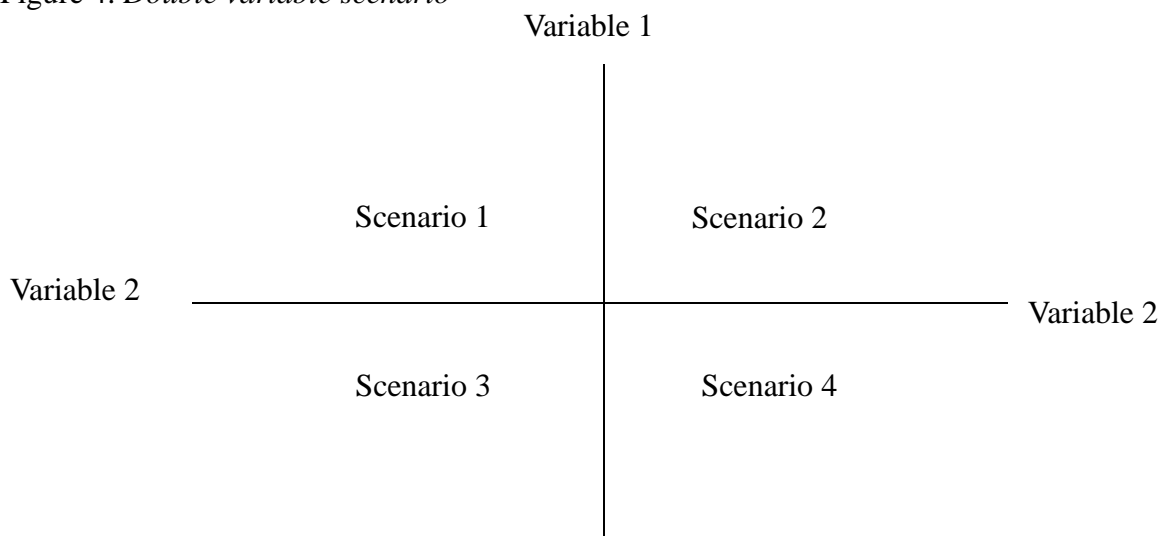 Figure 4. Double variable scenario
Variable 1
Scenario 1 Scenario 2
Variable 2
Variable 2
Scenario 3 Scenario 4